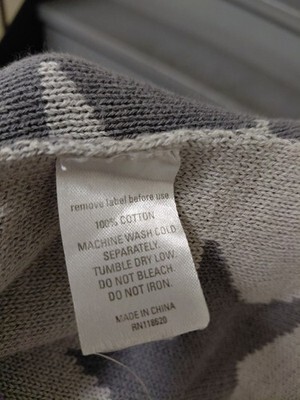 remove label before use
100% COTTON
MACHINE WASH COLD
SEPARATELY.
TUMBLE DRY LOW.
DO NOT BLEACH.
DO NOT IRON.
MADE IN CHINA
RN118620